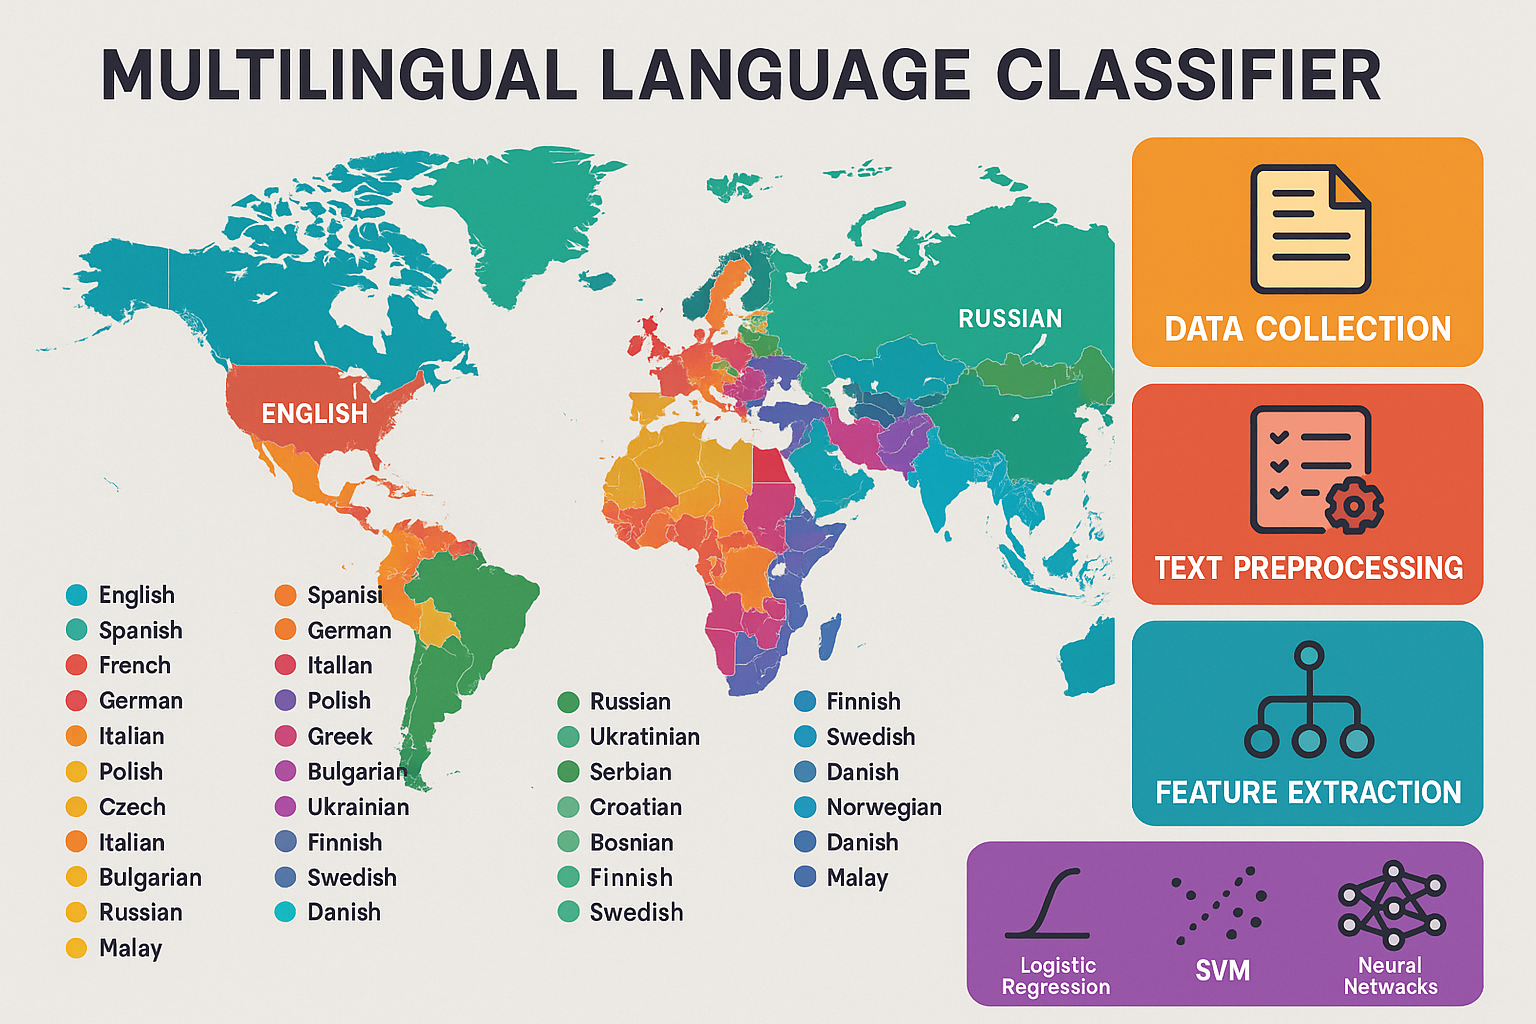 MULTILINGUAL LANGUAGE CLASSIFIER
ENGLISH
RUSSIAN
English
Spanish
French
German
Italian
Polish
Czech
Italian
Bulgarian
Russian
Malay
Spanisi
German
Itallan
Polish
Greek
Bulgarian
Ukrainian
Finnish
Swedish
Danish
Russian
Ukratinian
Serbian
Croatian
Bosnian
Finnish
Swedish
Finnish
Swedish
Danish
Norwegian
Danish
Malay
DATA COLLECTION
TEXT PREPROCESSING
FEATURE EXTRACTION
Logistic
Regression
SVM
Neural
Netwacks